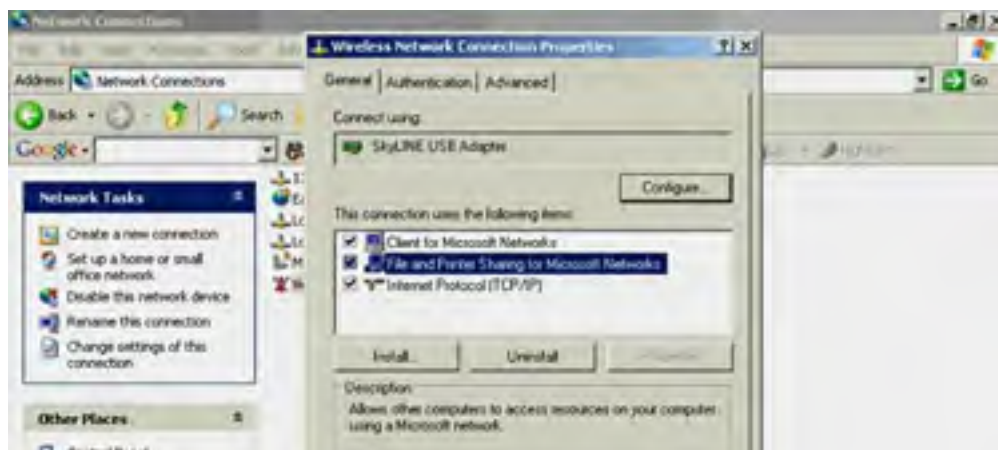 Network Connections
Wireless Network Connection Properties
Address
Network Connections
Go
General
Authentication
Advanced
Back
Search
Connect using:
Google
SkyLINE USB Adapter
Configure...
Network Tasks
Create a new connection
Set up a home or small
office network
Disable this network device
Rename this connection
Change settings of this
connection
This connection uses the following items:
Client for Microsoft Networks
File and Printer Sharing for Microsoft Networks
Internet Protocol (TCP/IP)
Install...
Uninstall
Description
Allows other computers to access resources on your computer
using a Microsoft network.
Other Places